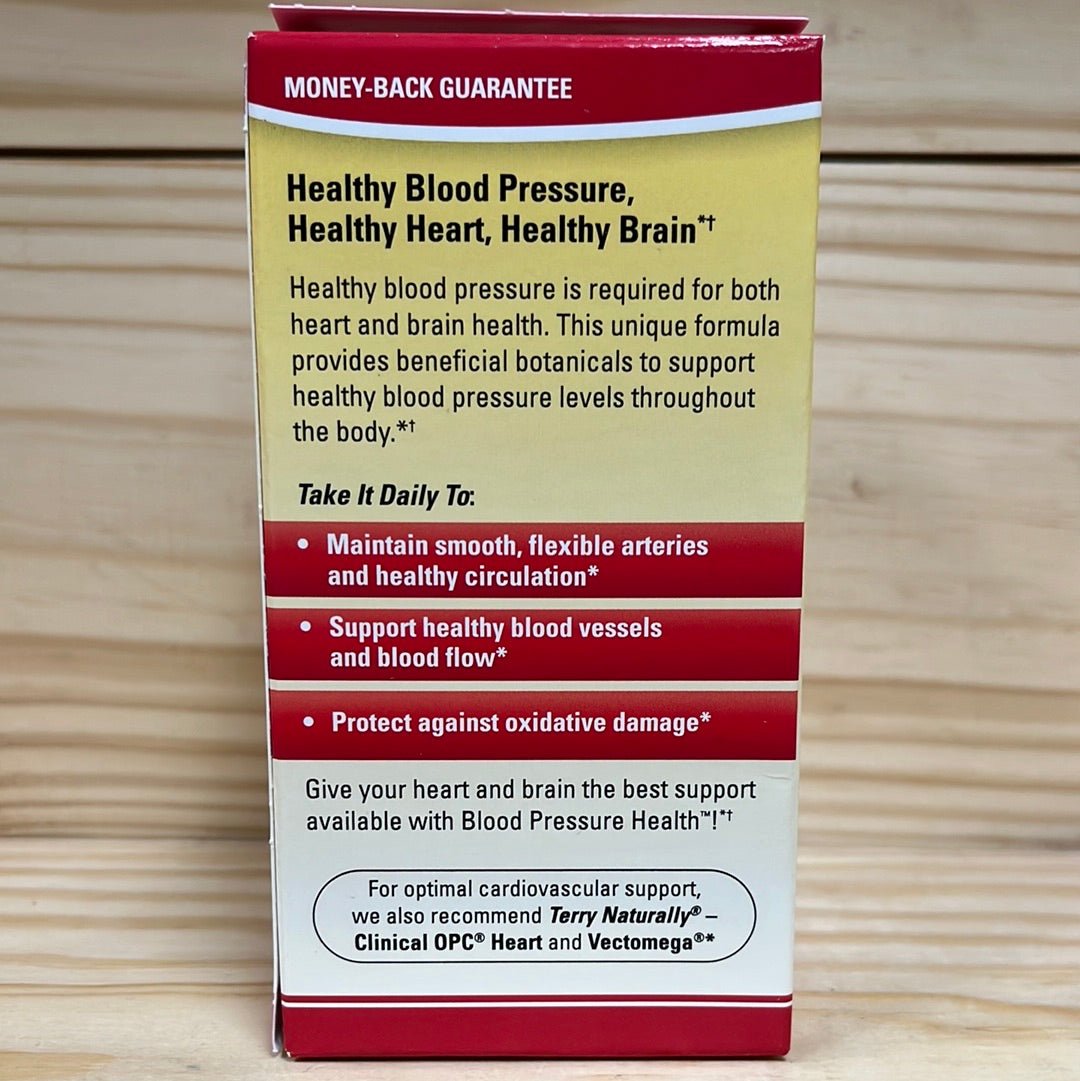 MONEY-BACK GUARANTEE
Healthy Blood Pressure,
Healthy Heart, Healthy Brain*†
Healthy blood pressure is required for both
heart and brain health. This unique formula
provides beneficial botanicals to support
healthy blood pressure levels throughout
the body.*†
Take It Daily To:
• Maintain smooth, flexible arteries
and healthy circulation*
• Support healthy blood vessels
and blood flow*
• Protect against oxidative damage*
Give your heart and brain the best support
available with Blood Pressure Health™!*†
For optimal cardiovascular support,
we also recommend Terry Naturally® –
Clinical OPC® Heart and Vectomega®*